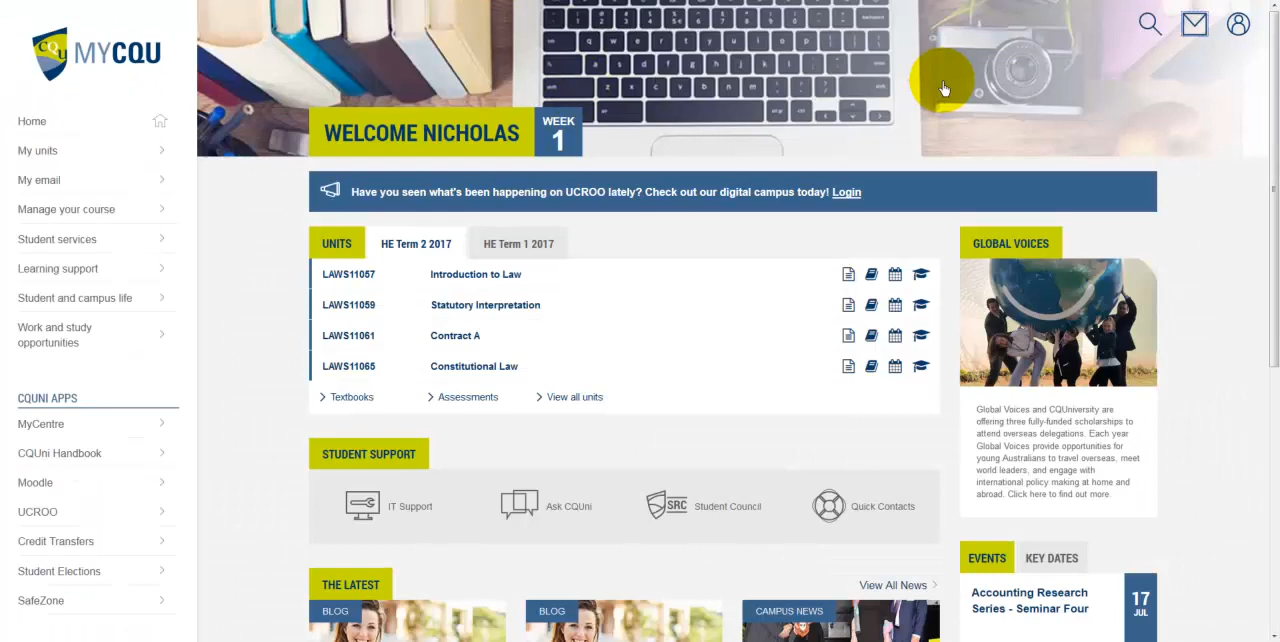 CQU MYCQU
Home
My units
My email
Manage your course
Student services
Learning support
Student and campus life
Work and study
opportunities
CQUNI APPS
MyCentre
CQUni Handbook
Moodle
UCROO
Credit Transfers
Student Elections
SafeZone
WELCOME NICHOLAS
WEEK
1
Have you seen what's been happening on UCROO lately? Check out our digital campus today! Login
UNITS HE Term 2 2017 HE Term 1 2017
LAWS11057 Introduction to Law
LAWS11059 Statutory Interpretation
LAWS11061 Contract A
LAWS11065 Constitutional Law
Textbooks Assessments View all units
STUDENT SUPPORT
IT Support Ask CQUni SRC Student Council Quick Contacts
THE LATEST View All News
BLOG BLOG CAMPUS NEWS
GLOBAL VOICES
Global Voices and CQUniversity are
offering three fully-funded scholarships to
attend overseas delegations. Each year
Global Voices provide opportunities for
young Australians to travel overseas, meet
world leaders, and engage with
international policy making at home and
abroad. Click here to find out more
EVENTS KEY DATES
Accounting Research
Series - Seminar Four
17
JUL